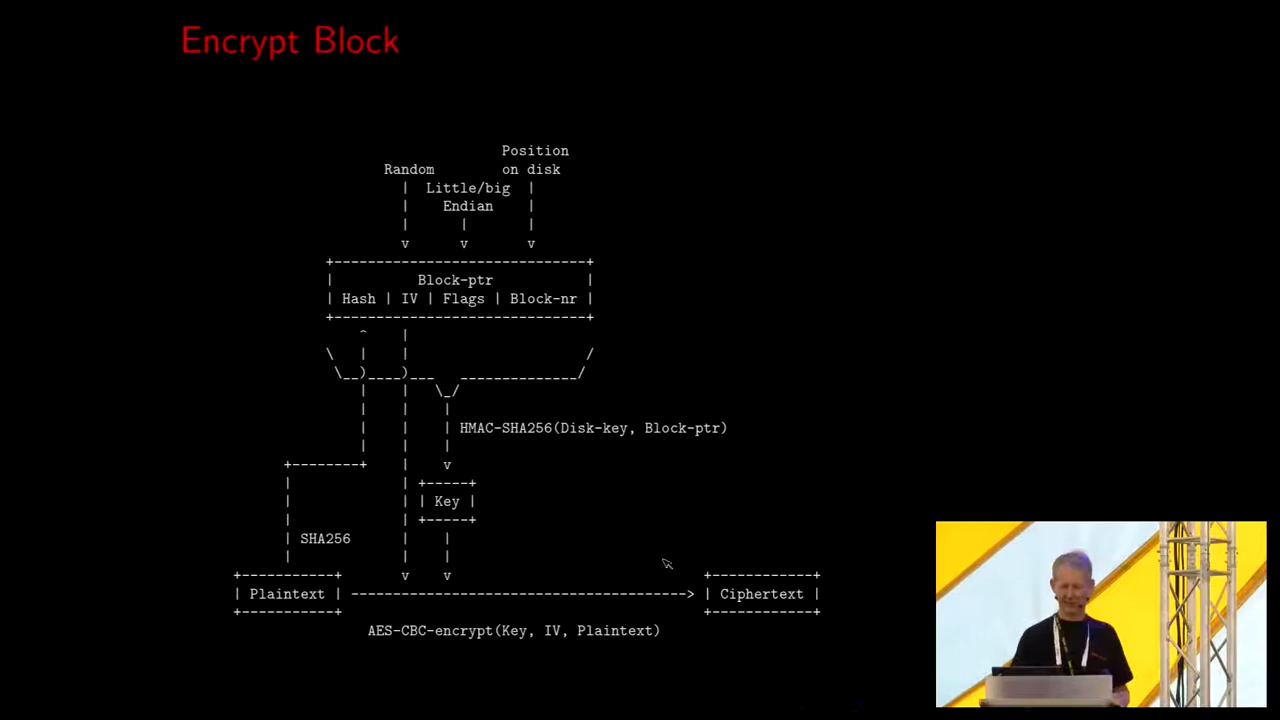 Encrypt Block
Position
Random on disk
Little/big
Endian
Block-ptr
Hash | IV | Flags | Block-nr
HMAC-SHA256(Disk-key, Block-ptr)
Key
SHA256
Plaintext Ciphertext
AES-CBC-encrypt(Key, IV, Plaintext)